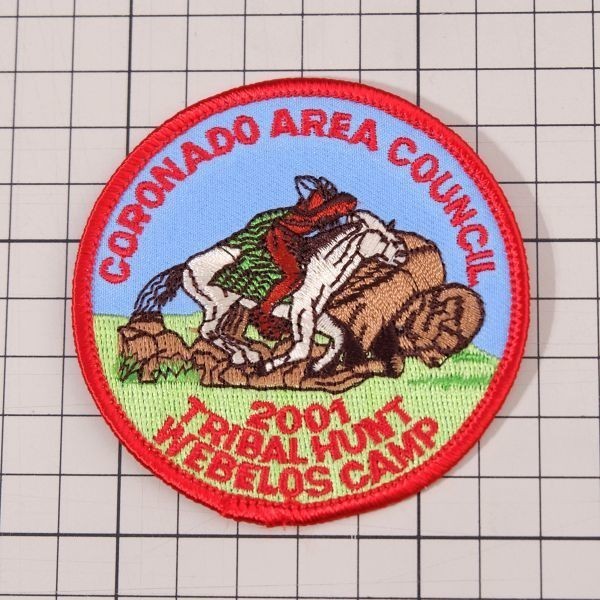 CORONADO AREA COUNCIL
2001
TRIBAL HUNT
WEBELOS CAMP